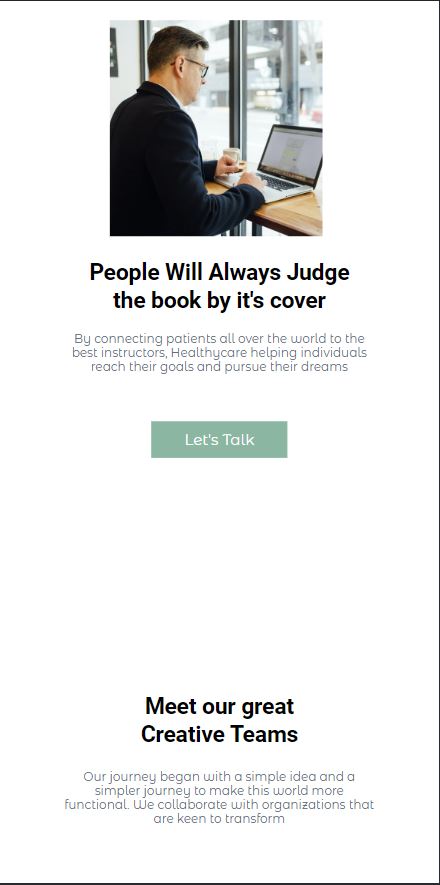 People Will Always Judge
the book by it's cover
By connecting patients all over the world to the
best instructors, Healthycare helping individuals
reach their goals and pursue their dreams
Let's Talk
Meet our great
Creative Teams
Our journey began with a simple idea and a
simpler journey to make this world more
functional. We collaborate with organizations that
are keen to transform